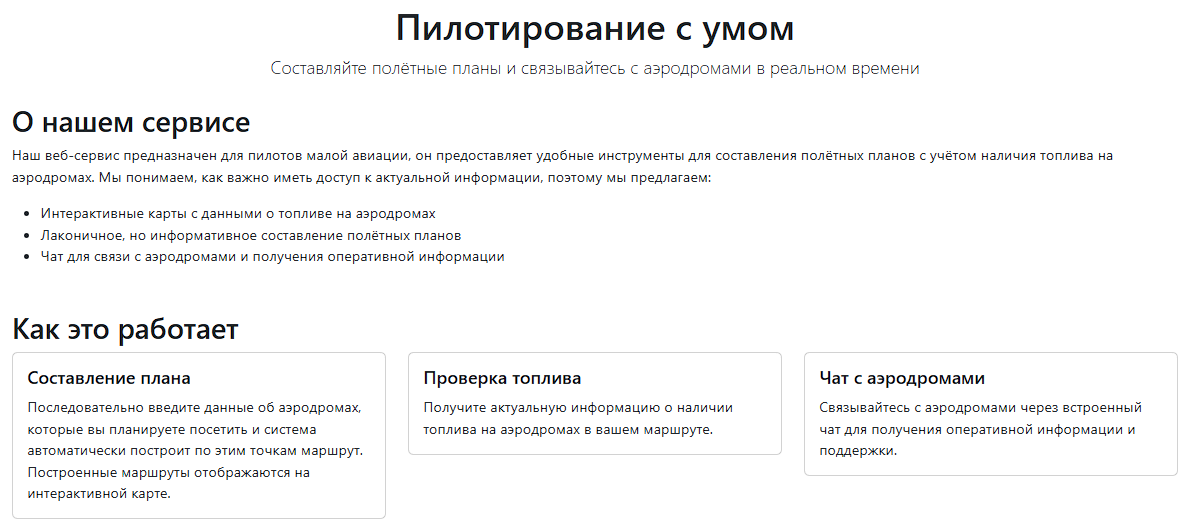 Пилотирование с умом
Составляйте полётные планы и связывайтесь с аэродромами в реальном времени
О нашем сервисе
Наш веб-сервис предназначен для пилотов малой авиации, он предоставляет удобные инструменты для составления полётных планов с учётом наличия топлива на
аэродромах. Мы понимаем, как важно иметь доступ к актуальной информации, поэтому мы предлагаем:
• Интерактивные карты с данными о топливе на аэродромах
• Лаконичное, но информативное составление полётных планов
• Чат для связи с аэродромами и получения оперативной информации
Как это работает
Составление плана
Последовательно введите данные об аэродромах,
которые вы планируете посетить и система
автоматически построит по этим точкам маршрут.
Построенные маршруты отображаются на
интерактивной карте.
Проверка топлива
Получите актуальную информацию о наличии
топлива на аэродромах в вашем маршруте.
Чат с аэродромами
Связывайтесь с аэродромами через встроенный
чат для получения оперативной информации и
поддержки.